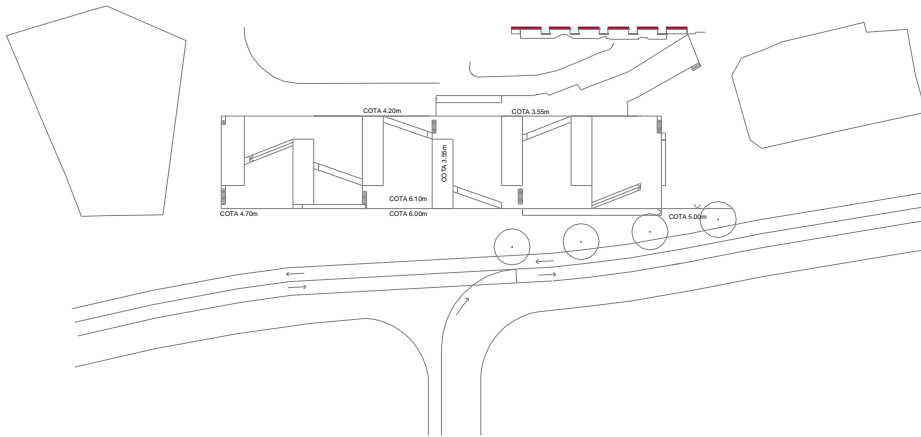 COTA 4.20m
COTA 3.55m
COTA 3.55m
COTA 6.10m
COTA 4.70m
COTA 6.00m
COTA 5.00m